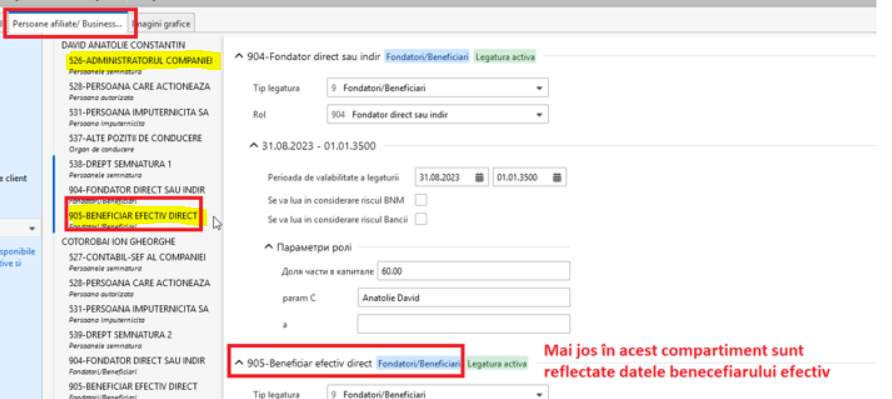 Persoane afiliate/ Business...
Imagini grafice
e client
sponibile
tive si
DAVID ANATOLIE CONSTANTIN
526-ADMINISTRATORUL COMPANIEI
Persoanele semnatura
528-PERSOANA CARE ACTIONEAZA
Persoana autorizata
531-PERSOANA IMPUTERNICITA SA
Persoana Imputernicita
537-ALTE POZITII DE CONDUCERE
Organ de conducere
538-DREPT SEMNATURA 1
Persoanele semnatura
904-FONDATOR DIRECT SAU INDIR
Fondatori/Beneficiari
905-BENEFICIAR EFECTIV DIRECT
Fondatori/Beneficiari
COTOROBAI ION GHEORGHE
527-CONTABIL-SEF AL COMPANIEI
Persoanele semnatura
528-PERSOANA CARE ACTIONEAZA
Persoana autorizata
531-PERSOANA IMPUTERNICITA SA
Persoana Imputernicita
539-DREPT SEMNATURA 2
Persoanele semnatura
904-FONDATOR DIRECT SAU INDIR
Fondatori/Beneficiari
905-BENEFICIAR EFECTIV DIRECT
Fondatori/Beneficiari
904-Fondator direct sau indir Fondatori/Beneficiari Legatura activa
Tip legatura 9 Fondatori/Beneficiari
Rol 904 Fondator direct sau indir
31.08.2023 - 01.01.3500
Perioada de valabilitate a legaturii 31.08.2023 01.01.3500
Se va lua in considerare riscul BNM
Se va lua in considerare riscul Bancii
Параметри ролі
Доля части в капитале 60.00
param C Anatolie David
a
905-Beneficiar efectiv direct Fondatori/Beneficiari Legatura activa
Tip legatura 9 Fondatori/Beneficiari
Mai jos în acest compartiment sunt
reflectate datele benecefiarului efectiv